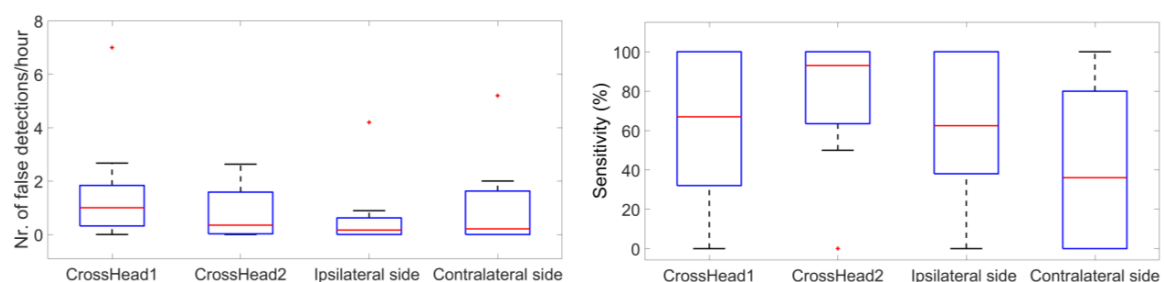 Nr. of false detections/hour
8
6
4
2
0
CrossHead1 CrossHead2 Ipsilateral side Contralateral side
Sensitivity (%)
100
80
60
40
20
0
CrossHead1 CrossHead2 Ipsilateral side Contralateral side